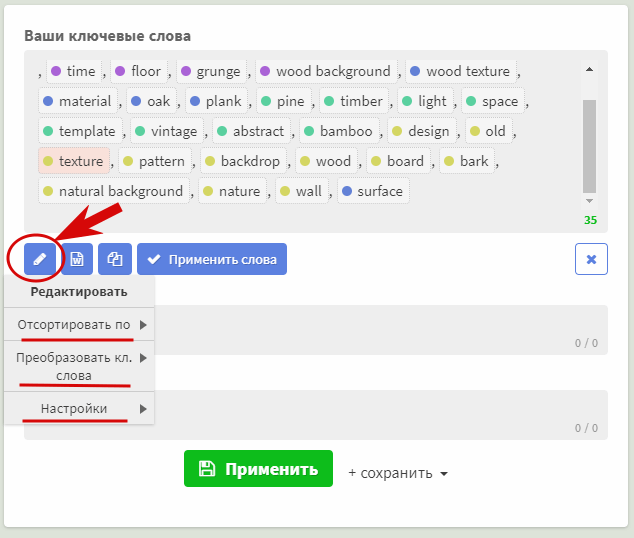 Ваши ключевые слова
, time , floor , grunge , wood background , wood texture ,
material , oak , plank , pine , timber , light , space ,
template , vintage , abstract , bamboo , design , old ,
texture , pattern , backdrop , wood , board , bark ,
natural background , nature , wall , surface
35
W Применить слова
Редактировать
Отсортировать по
0 / 0
Преобразовать кл.
слова
Настройки
0 / 0
Применить + сохранить